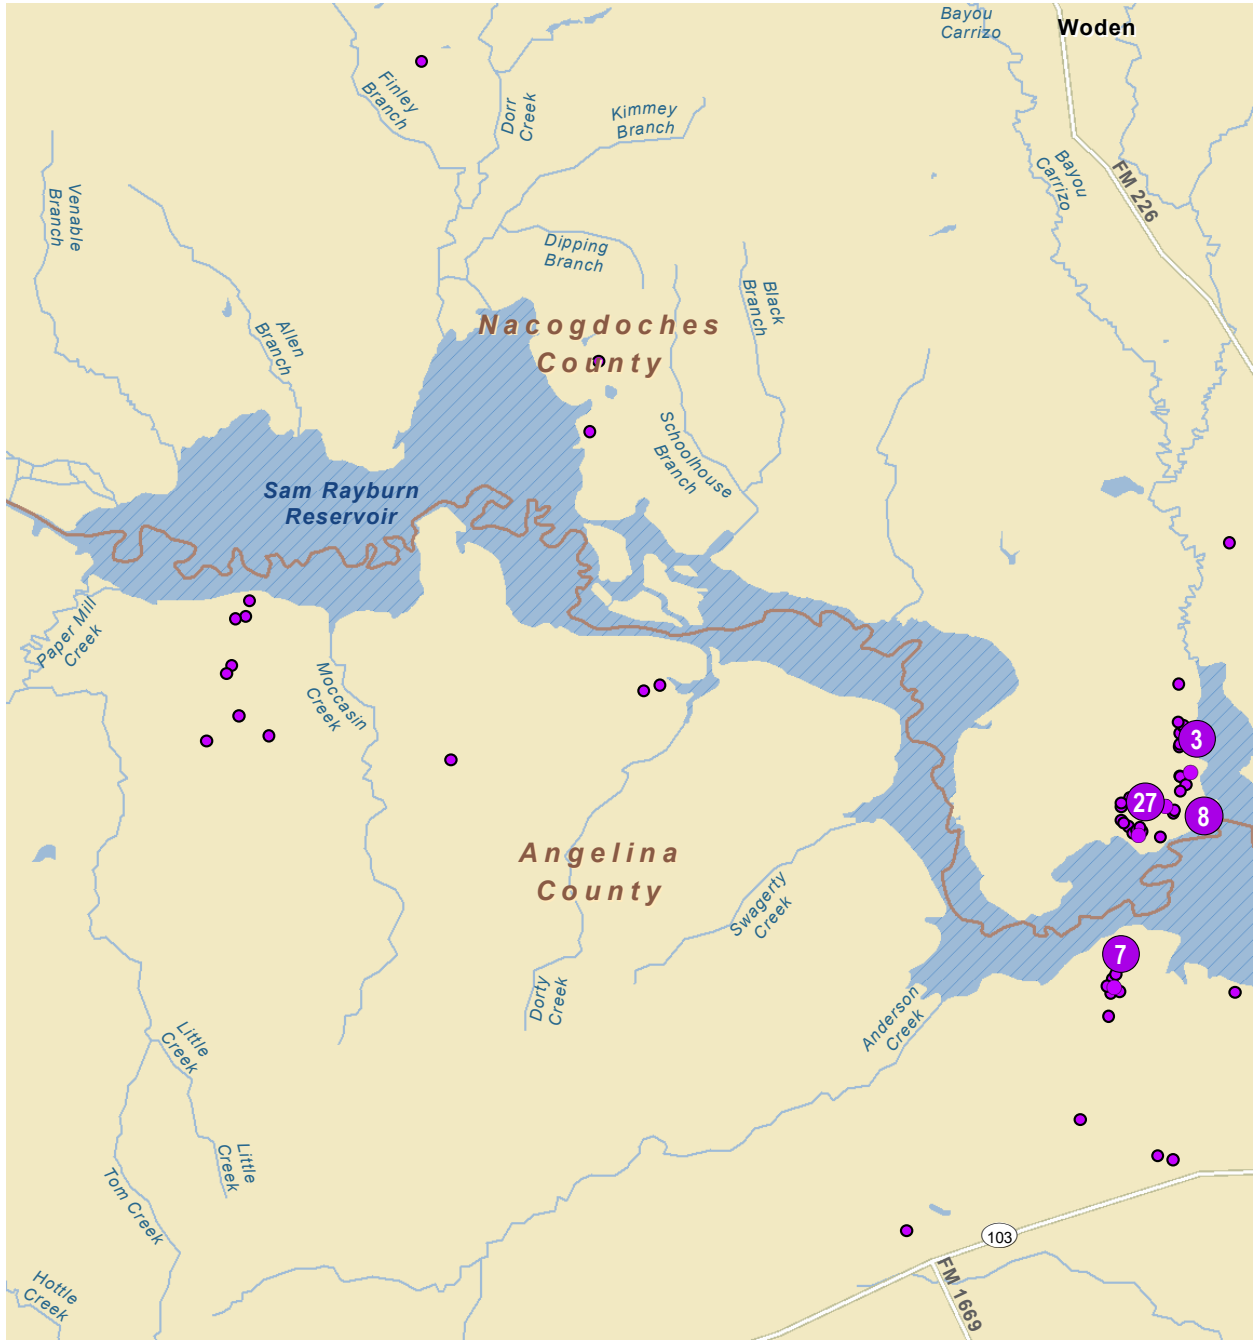 Bayou
Carrizo
Woden
Finley
Branch
Dorr
Creek
Kimmey
Branch
Bayou
Carrizo
FM 226
Venable
Branch
Dipping
Branch
Black
Branch
Allen
Branch
Nacogdoches
County
Schoolhouse
Branch
Sam Rayburn
Reservoir
Paper Mill
Creek
Moccasin
Creek
3
27
8
Angelina
County
Swagerty
Creek
7
Dorty
Creek
Anderson
Creek
Little
Creek
Little
Creek
Tom Creek
103
FM 1669
Hottle
Creek